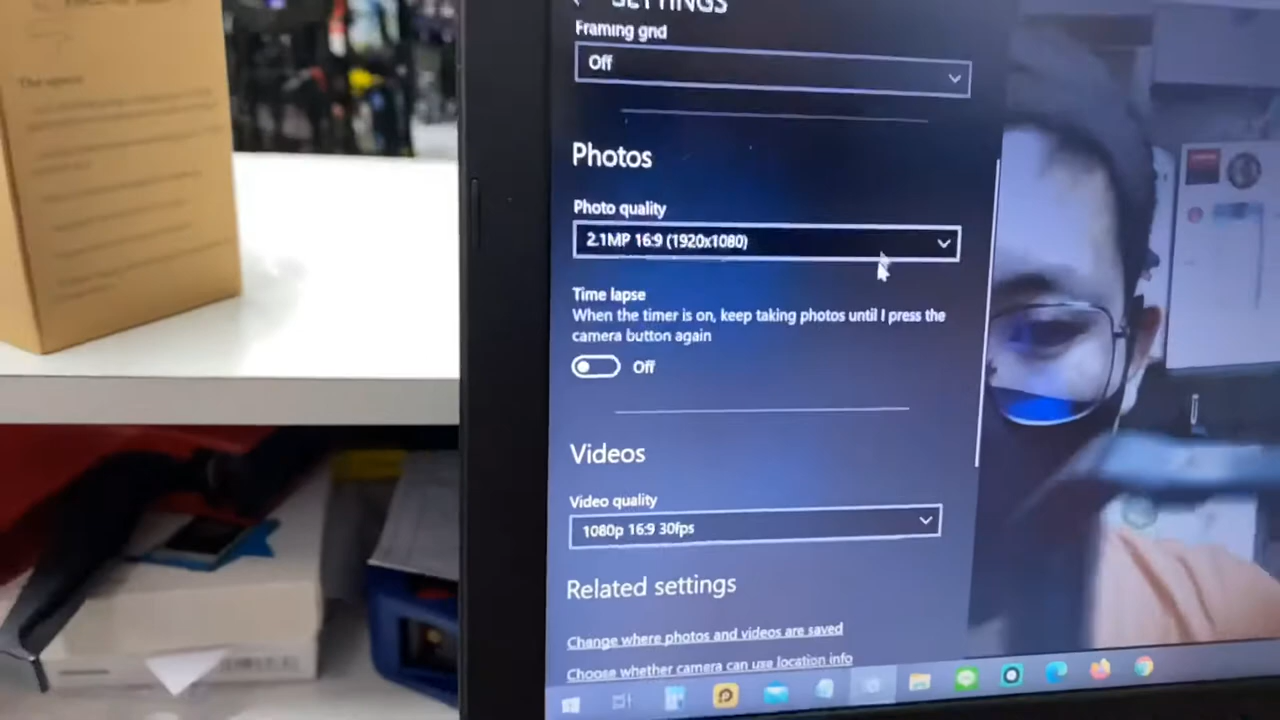 SETTINGS
Framing grid
Off
Photos
Photo quality
2.1MP 16:9 (1920x1080)
Time lapse
When the timer is on, keep taking photos until I press the
camera button again
Off
Videos
Video quality
1080p 16:9 30fps
Related settings
Change where photos and videos are saved
Choose whether camera can use location info